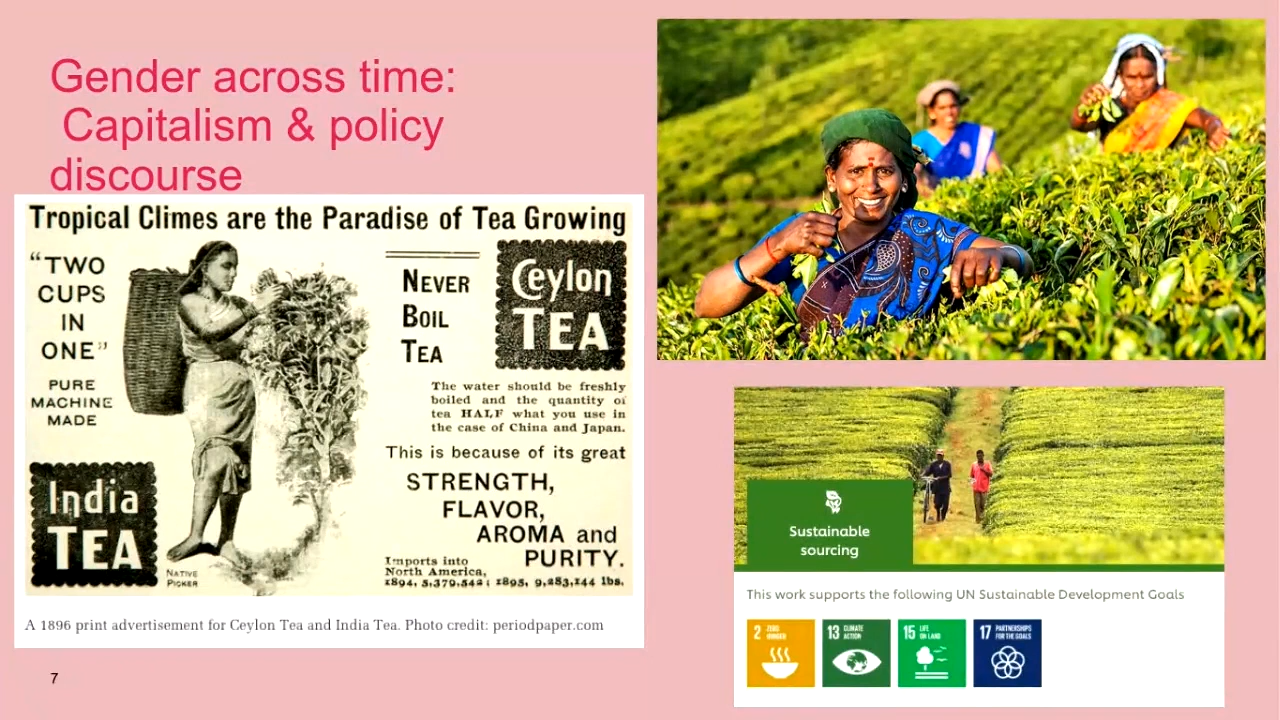 Gender across time:
Capitalism & policy
discourse
Tropical Climes are the Paradise of Tea Growing
"TWO
CUPS
IN
ONE"
PURE
MACHINE
MADE
India
TEA
NATIVE
PICKER
NEVER
BOIL
TEA
Ceylon
TEA
The water should be freshly
boiled and the quantity of
tea HALF what you use in
the case of China and Japan.
This is because of its great
STRENGTH,
FLAVOR,
AROMA and
PURITY.
Imports into
North America,
1894, 5,379,542; 1895, 9,283,144 lbs.
A 1896 print advertisement for Ceylon Tea and India Tea. Photo credit: periodpaper.com
Sustainable
sourcing
This work supports the following UN Sustainable Development Goals
2 ZERO
HUNGER
13 CLIMATE
ACTION
15 LIFE
ON LAND
17 PARTNERSHIPS
FOR THE GOALS
7